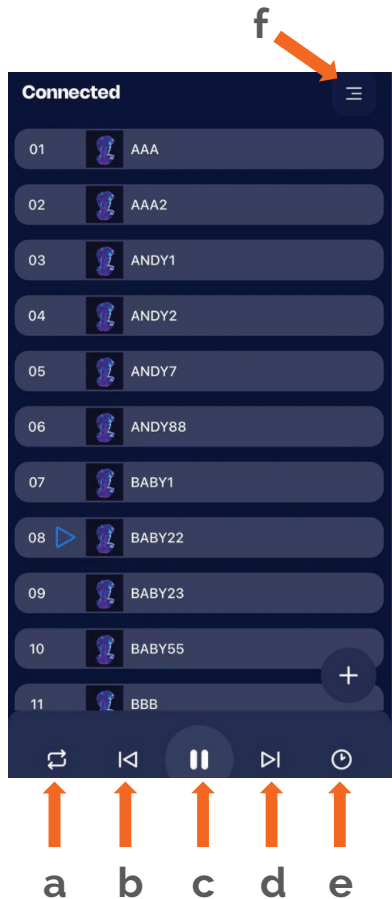 f
Connected
01 AAA
02 AAA2
03 ANDY1
04 ANDY2
05 ANDY7
06 ANDY88
07 BABY1
08 BABY22
09 BABY23
10 BABY55
11 BBB
a b c d e